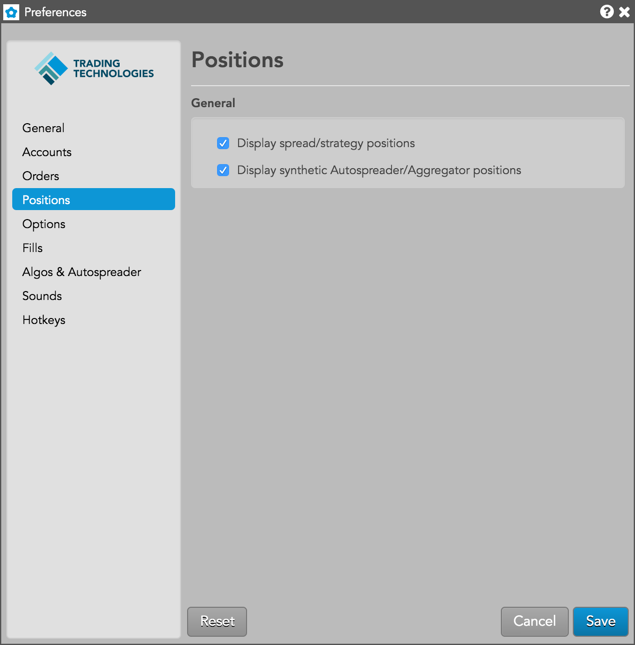 Preferences
TRADING
TECHNOLOGIES
General
Accounts
Orders
Positions
Options
Fills
Algos & Autospreader
Sounds
Hotkeys
Positions
General
Display spread/strategy positions
Display synthetic Autospreader/Aggregator positions
Reset
Cancel
Save